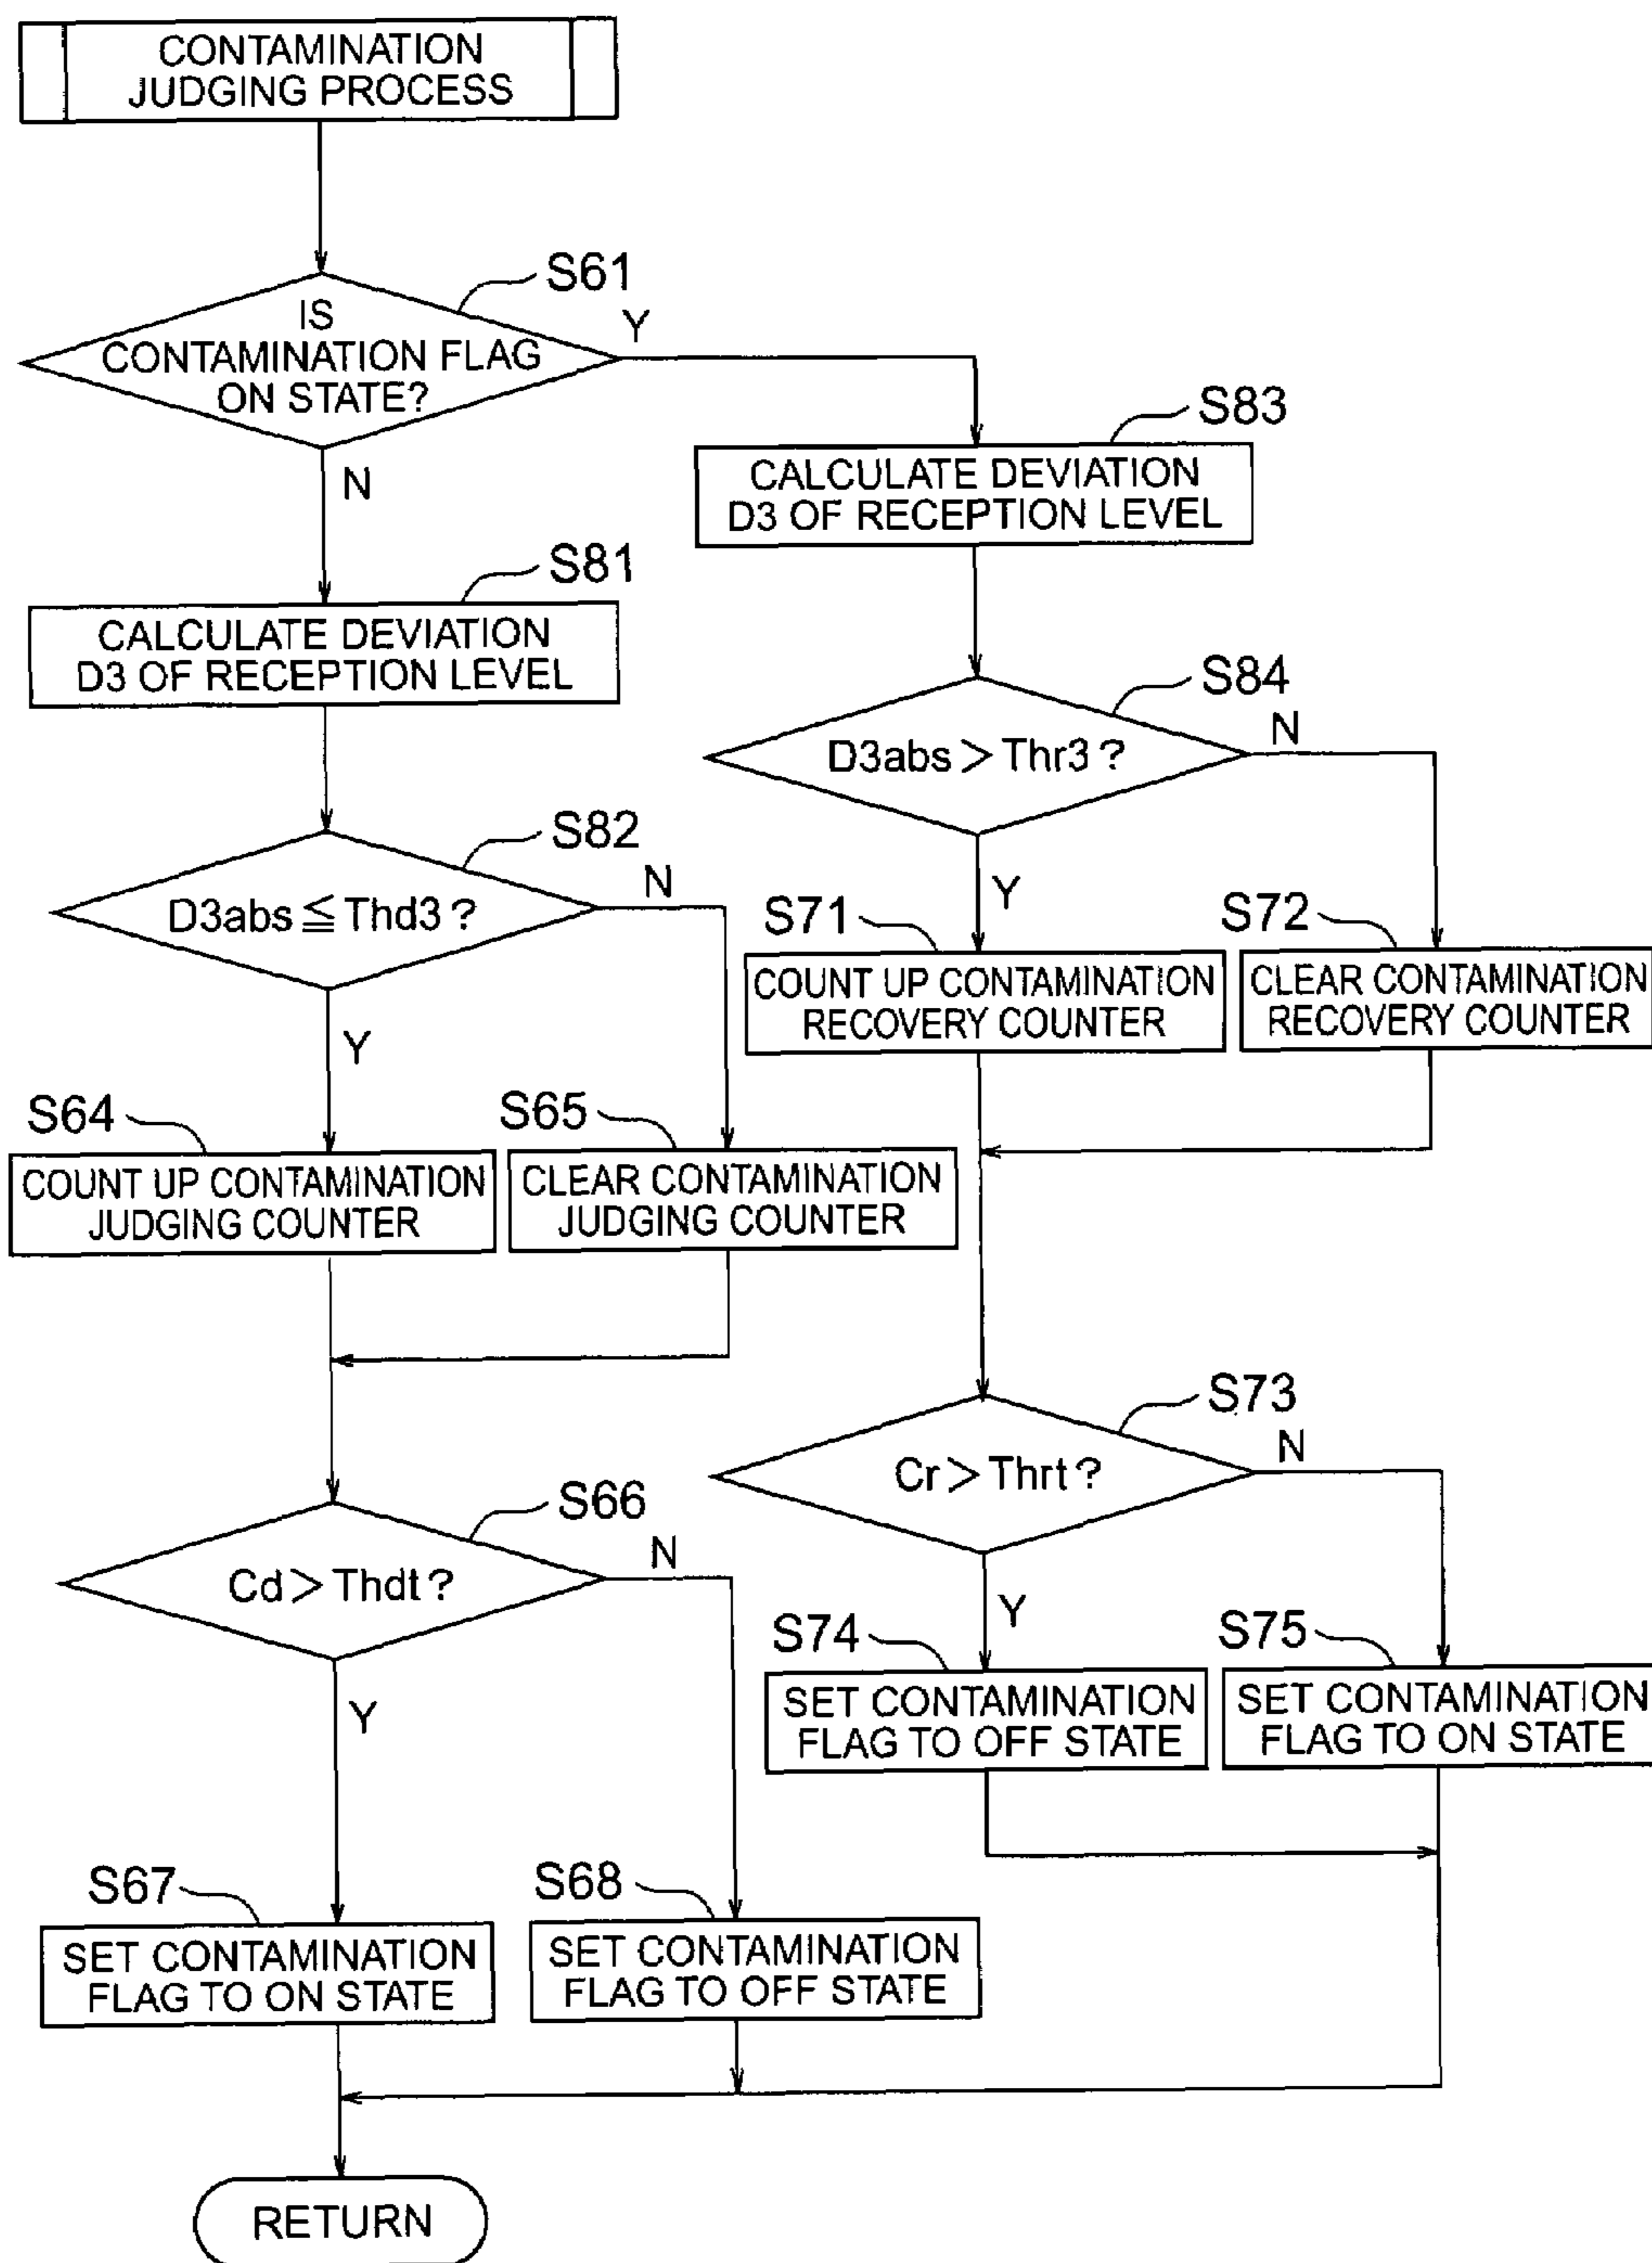 CONTAMINATION
JUDGING PROCESS
S61
IS
CONTAMINATION FLAG
ON STATE?
Y
N
S83
CALCULATE DEVIATION
D3 OF RECEPTION LEVEL
S81
CALCULATE DEVIATION
D3 OF RECEPTION LEVEL
S84
D3abs > Thr3 ?
N
Y
S82
D3abs ≦ Thd3 ?
N
Y
S71
COUNT UP CONTAMINATION
RECOVERY COUNTER
S72
CLEAR CONTAMINATION
RECOVERY COUNTER
S64
COUNT UP CONTAMINATION
JUDGING COUNTER
S65
CLEAR CONTAMINATION
JUDGING COUNTER
S73
Cr > Thrt ?
N
Y
S66
Cd > Thdt ?
N
Y
S74
SET CONTAMINATION
FLAG TO OFF STATE
S75
SET CONTAMINATION
FLAG TO ON STATE
S67
SET CONTAMINATION
FLAG TO ON STATE
S68
SET CONTAMINATION
FLAG TO OFF STATE
RETURN